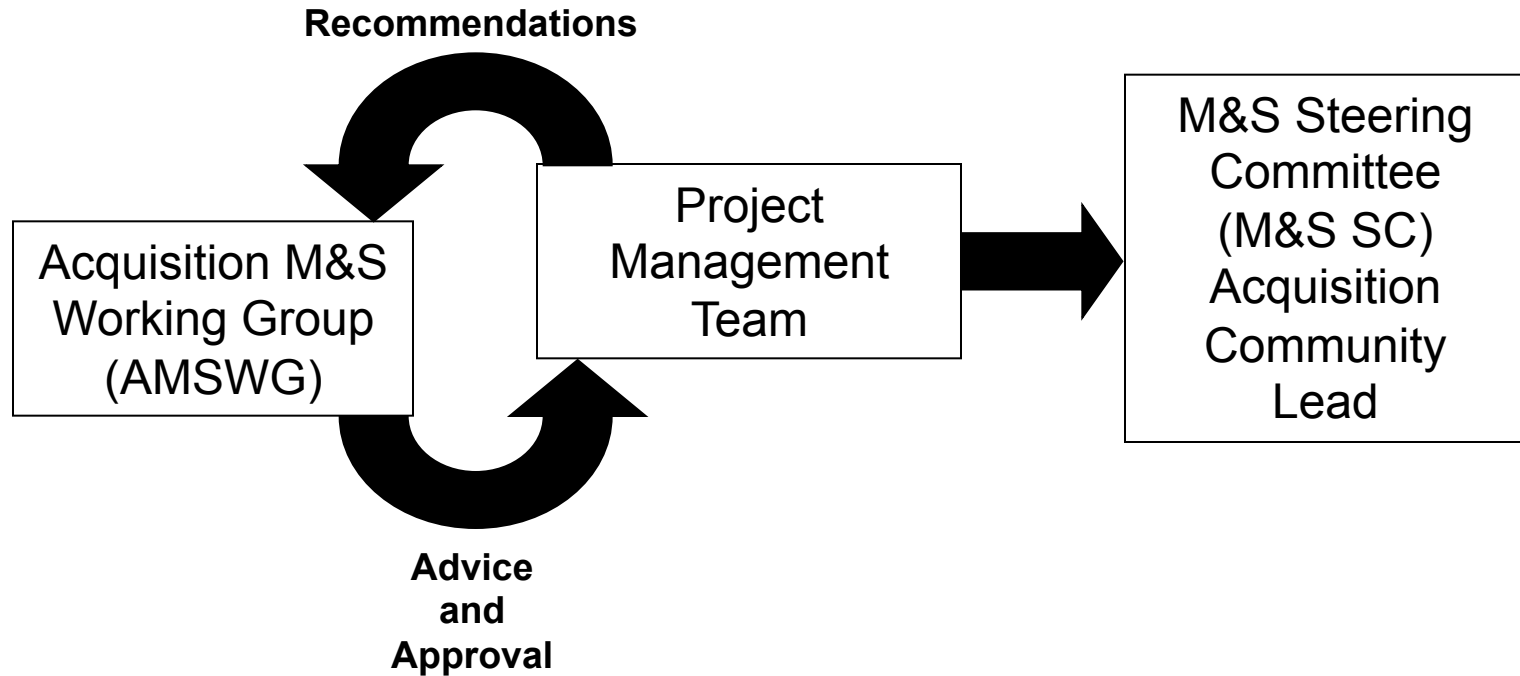 Recommendations
Acquisition M&S
Working Group
(AMSWG)
Project
Management
Team
M&S Steering
Committee
(M&S SC)
Acquisition
Community
Lead
Advice
and
Approval